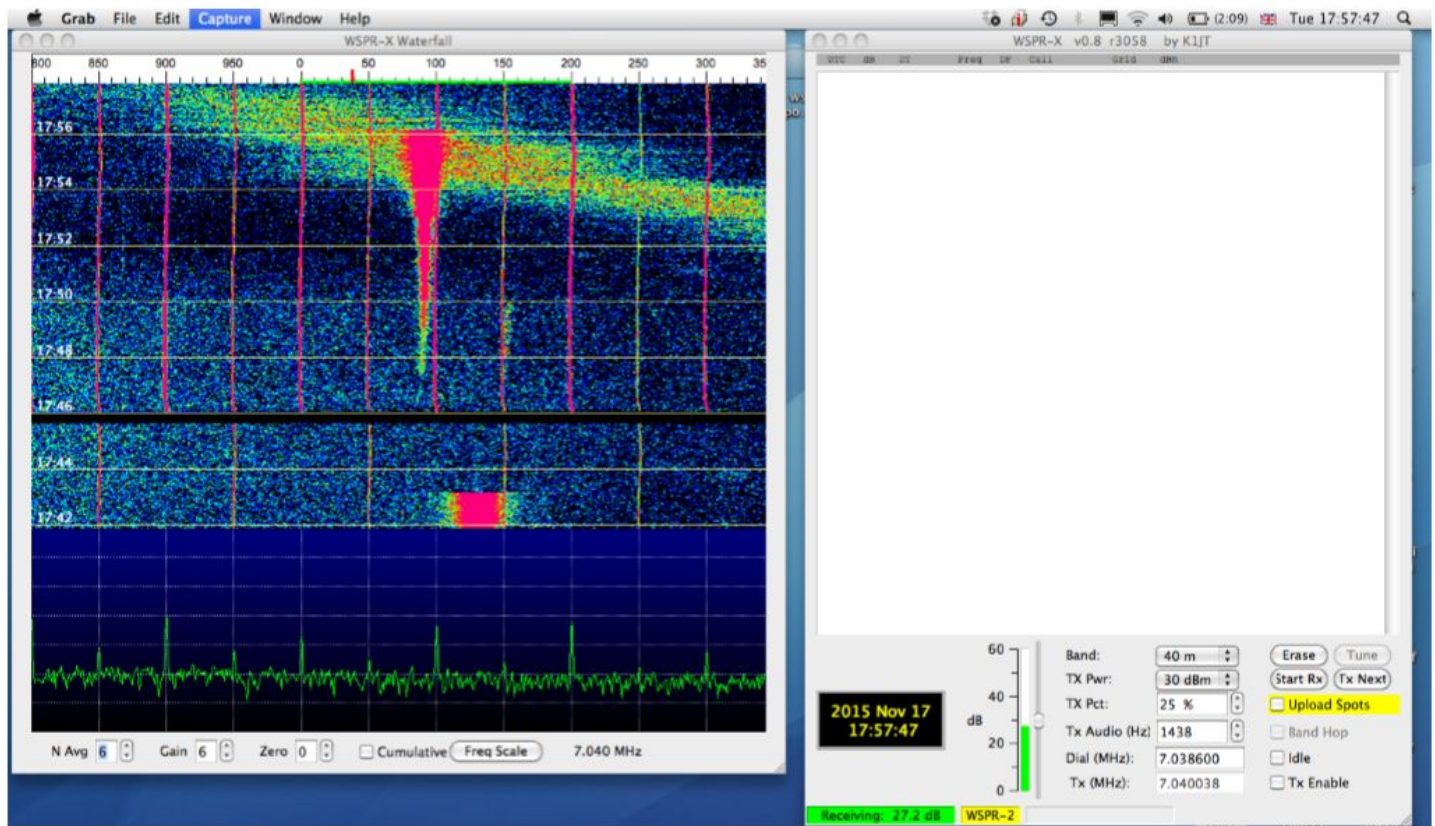 Grab File Edit Capture Window Help (2:09) Tue 17:57:47
WSPR-X Waterfall
800 850 900 950 0 50 100 150 200 250 300 35
17:56
17:54
17:52
17:50
17:48
17:46
17:44
17:42
N Avg 6 Gain 6 Zero 0 Cumulative Freq Scale 7.040 MHz
WSPR-X v0.8 r3058 by K1JT
UTC dB DT Freq DF Call Grid dBm
60
40
dB
20
0
2015 Nov 17
17:57:47
Band: 40 m Erase Tune
TX Pwr: 30 dBm Start Rx Tx Next
TX Pct: 25 % Upload Spots
Tx Audio (Hz) 1438 Band Hop
Dial (MHz): 7.038600 Idle
Tx (MHz): 7.040038 Tx Enable
Receiving: 27.2 dB WSPR-2